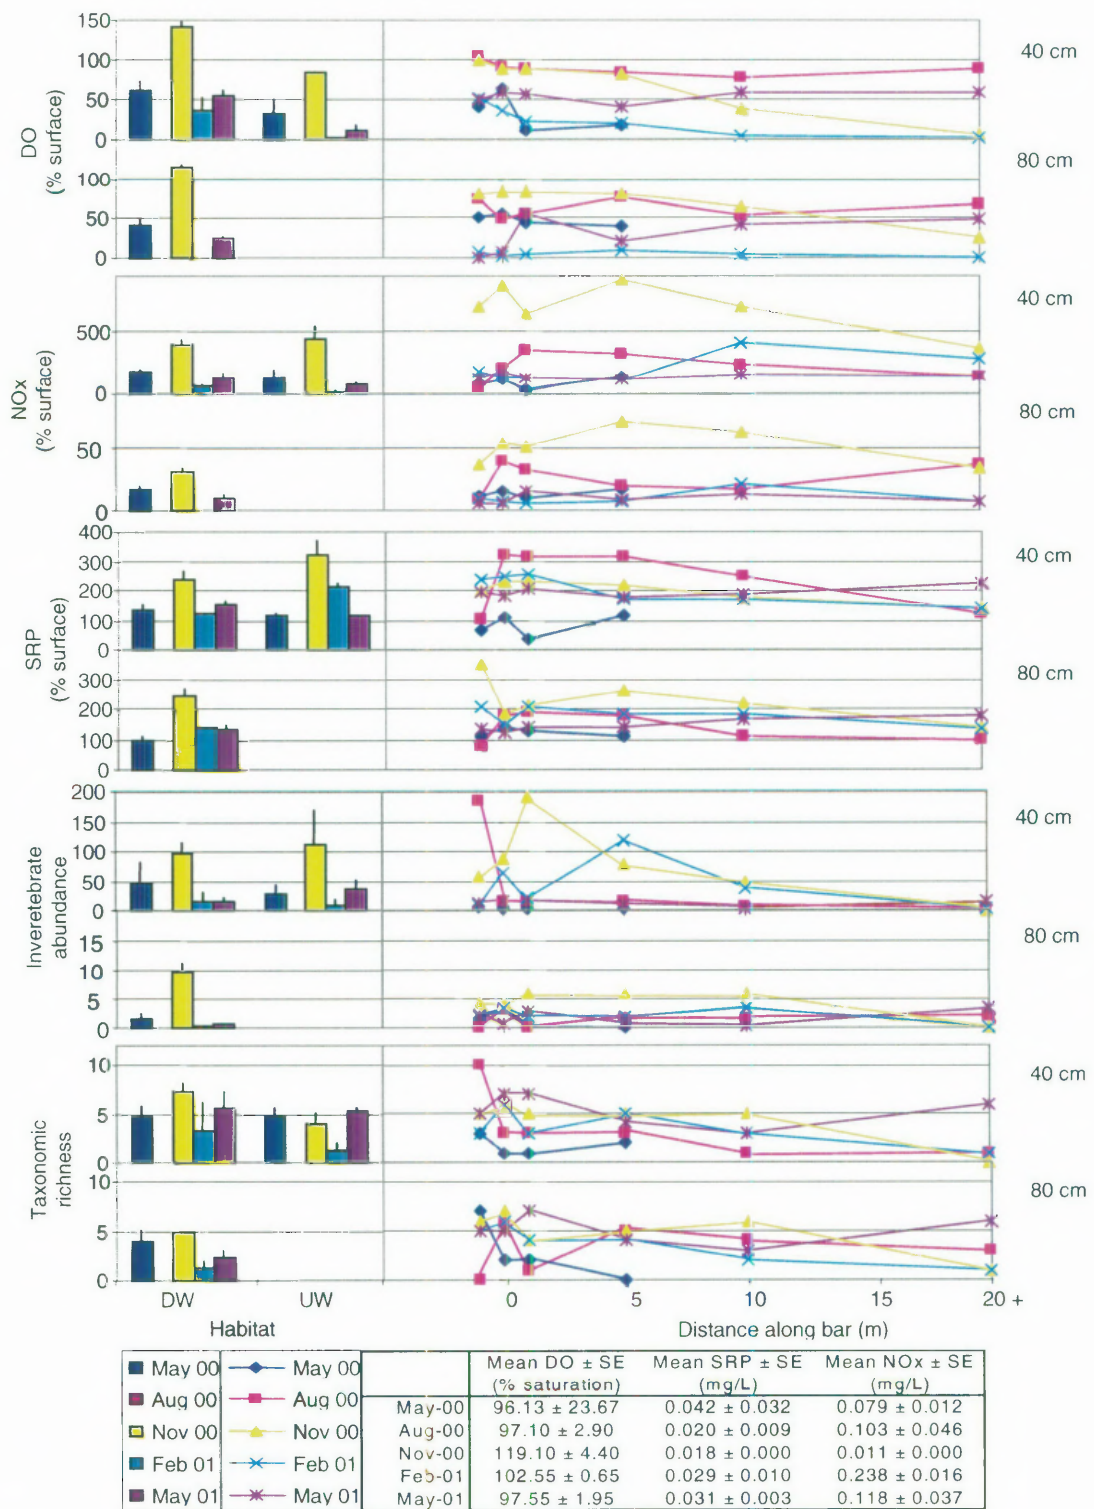 150
100
50
0
DO
(% surface)
40 cm
100
50
0
80 cm
500
0
NOx
(% surface)
40 cm
50
0
80 cm
400
300
200
100
0
SRP
(% surface)
40 cm
300
200
100
0
80 cm
200
150
100
50
0
Inveretebrate
abundance
40 cm
15
10
5
0
80 cm
10
5
0
Taxonomic
richness
40 cm
10
5
0
80 cm
DW UW
0 5 10 15 20 +
Habitat
Distance along bar (m)
May 00 May 00
Aug 00 Aug 00
Nov 00 Nov 00
Feb 01 Feb 01
May 01 May 01
Mean DO ± SE Mean SRP ± SE Mean NOx ± SE
(% saturation) (mg/L) (mg/L)
May-00 96.13 ± 23.67 0.042 ± 0.032 0.079 ± 0.012
Aug-00 97.10 ± 2.90 0.020 ± 0.009 0.103 ± 0.046
Nov-00 119.10 ± 4.40 0.018 ± 0.000 0.011 ± 0.000
Feb-01 102.55 ± 0.65 0.029 ± 0.010 0.238 ± 0.016
May-01 97.55 ± 1.95 0.031 ± 0.003 0.118 ± 0.037